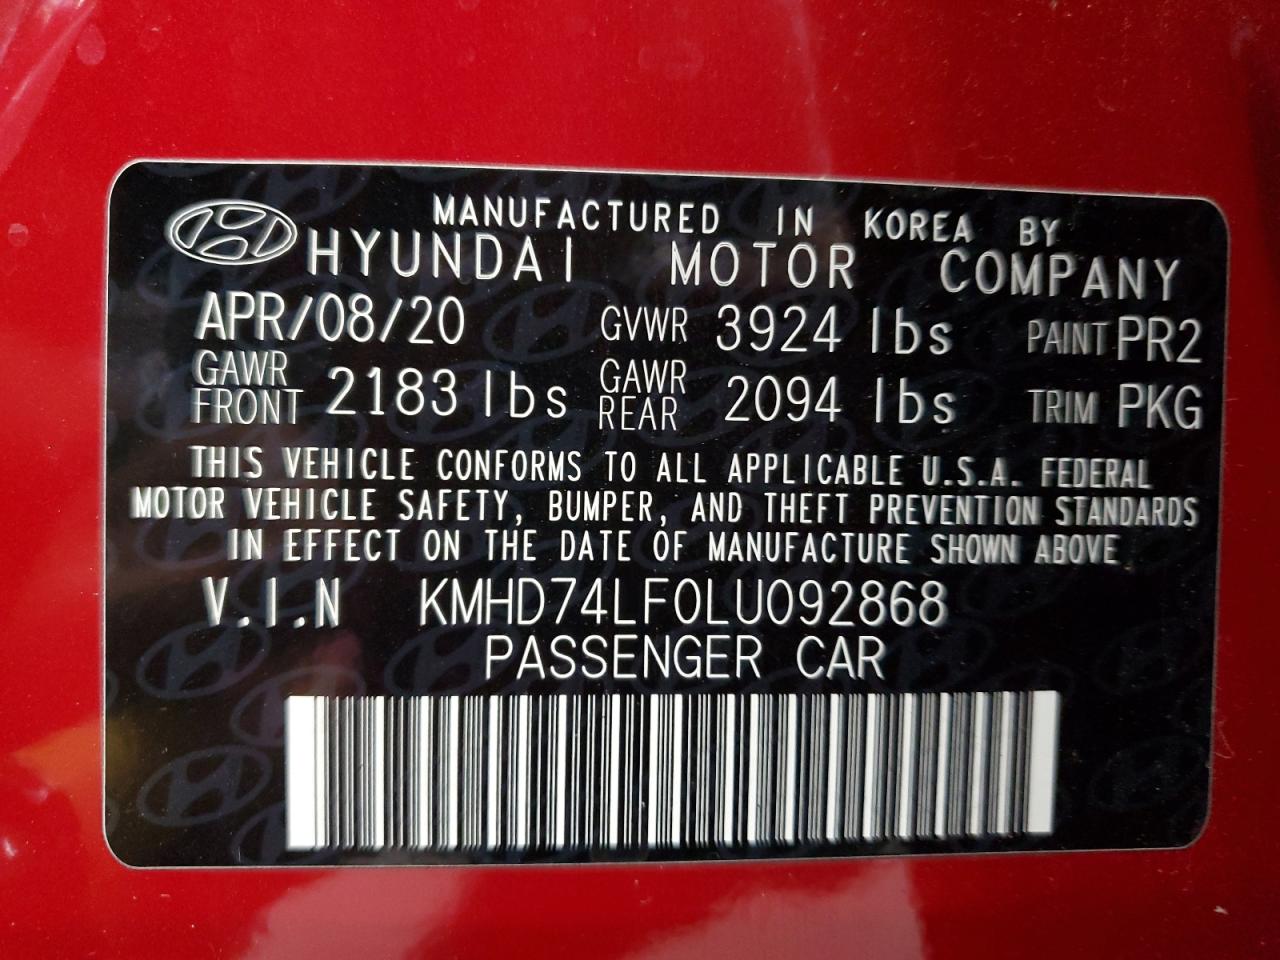 MANUFACTURED IN KOREA BY
HYUNDAI MOTOR COMPANY
APR/08/20 GVWR 3924 lbs PAINT PR2
GAWR FRONT 2183 lbs GAWR REAR 2094 lbs TRIM PKG
THIS VEHICLE CONFORMS TO ALL APPLICABLE U.S.A. FEDERAL
MOTOR VEHICLE SAFETY, BUMPER, AND THEFT PREVENTION STANDARDS
IN EFFECT ON THE DATE OF MANUFACTURE SHOWN ABOVE
V.I.N KMHD74LF0LU092868
PASSENGER CAR